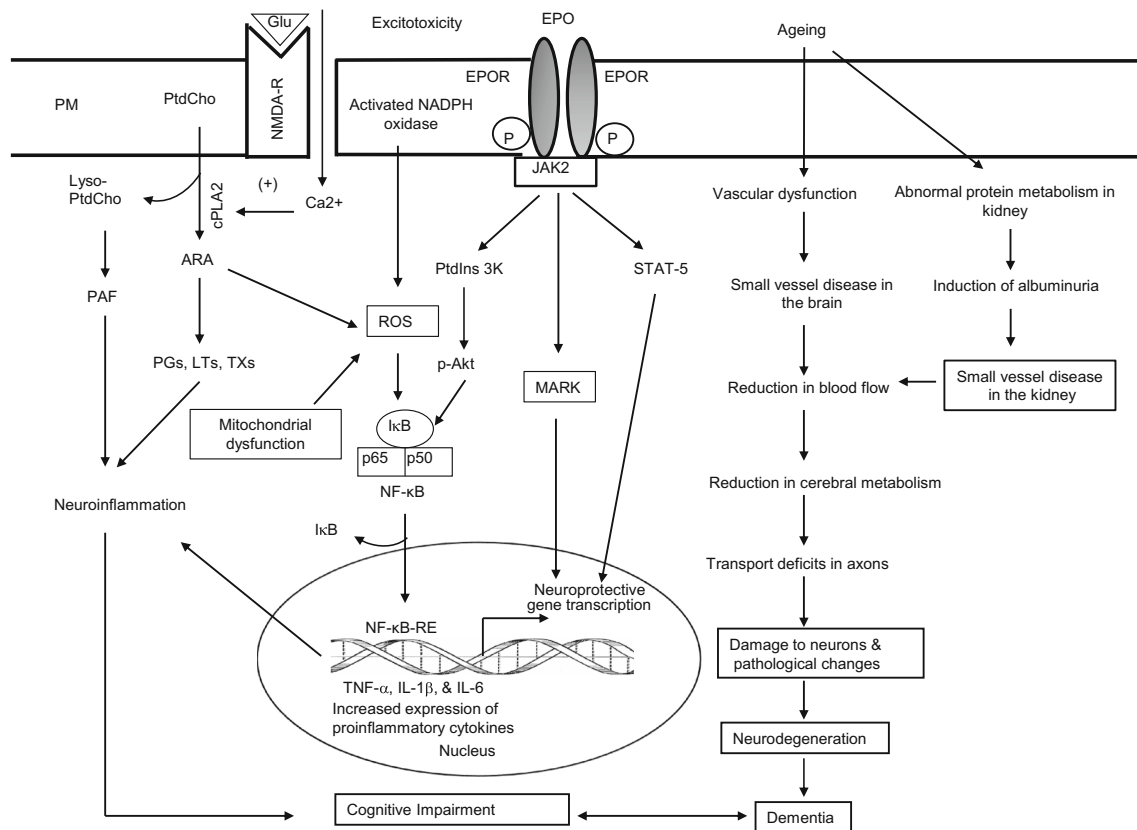 Glu
Excitotoxicity
EPO
Ageing
EPOR
EPOR
PM
PtdCho
NMDA-R
Activated NADPH
oxidase
P
P
JAK2
Lyso-
PtdCho
cPLA2
(+)
Ca2+
Vascular dysfunction
Abnormal protein metabolism in
kidney
ARA
PtdIns 3K
STAT-5
PAF
Small vessel disease in
the brain
Induction of albuminuria
ROS
PGs, LTs, TXs
p-Akt
MARK
Reduction in blood flow
Small vessel disease
in the kidney
Mitochondrial
dysfunction
IκB
p65
p50
NF-κB
Reduction in cerebral metabolism
Neuroinflammation
IκB
Transport deficits in axons
Neuroprotective
gene transcription
NF-κB-RE
Damage to neurons &
pathological changes
TNF-α, IL-1β, & IL-6
Increased expression of
proinflammatory cytokines
Nucleus
Neurodegeneration
Cognitive Impairment
Dementia